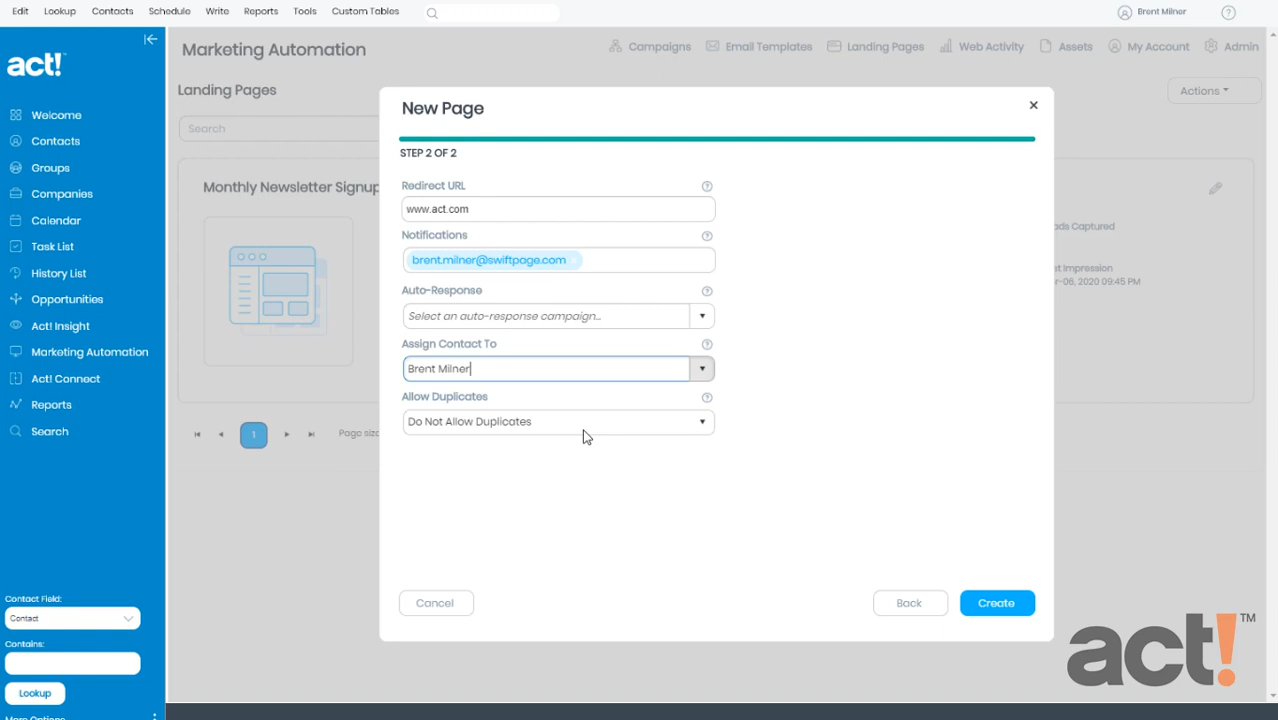 Edit Lookup Contacts Schedule Write Reports Tools Custom Tables
Brent Milner
act!
Marketing Automation
Campaigns Email Templates Landing Pages Web Activity Assets My Account Admin
Landing Pages
Actions
Search
Welcome
Contacts
Groups
Companies
Calendar
Task List
History List
Opportunities
Act! Insight
Marketing Automation
Act! Connect
Reports
Search
Monthly Newsletter Signup
ads Captured
st Impression
r-06, 2020 09:45 PM
1
Page size
New Page
×
STEP 2 OF 2
Redirect URL
www.act.com
Notifications
brent.milner@swiftpage.com
Auto-Response
Select an auto-response campaign...
Assign Contact To
Brent Milner
Allow Duplicates
Do Not Allow Duplicates
Cancel
Back
Create
Contact Field:
Contact
Contains:
Lookup
More Options
act!™